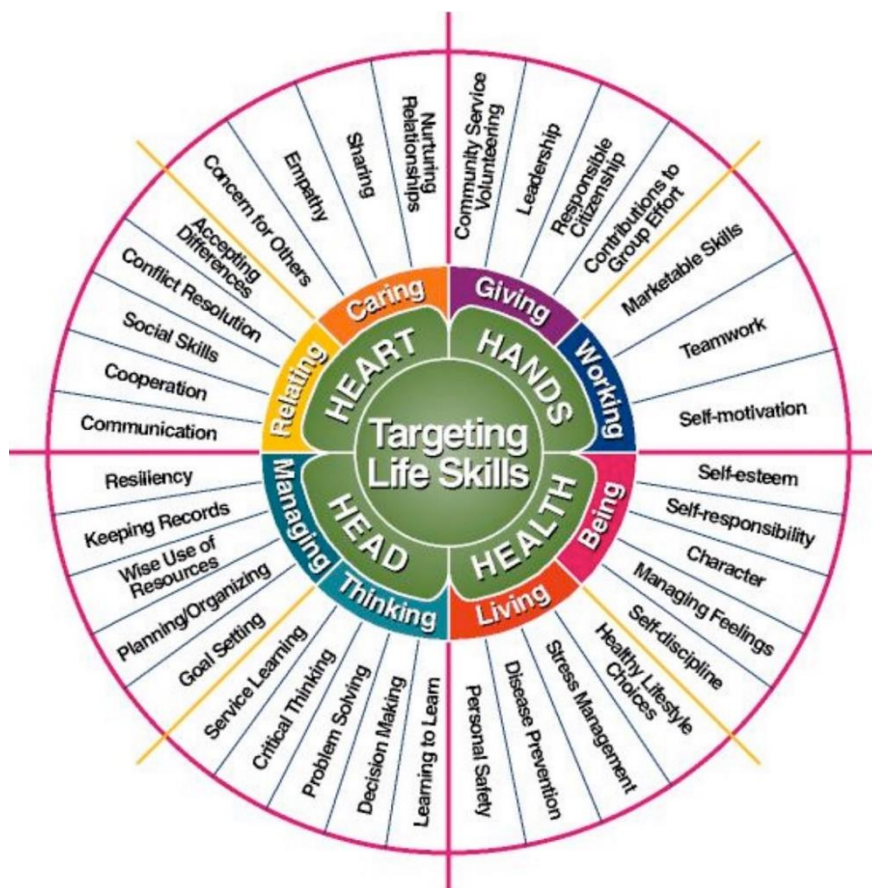 Targeting
Life Skills
HEART
HANDS
HEALTH
HEAD
Caring
Giving
Working
Being
Living
Thinking
Managing
Relating
Nurturing
Relationships
Sharing
Empathy
Concern for Others
Community Service
Volunteering
Leadership
Responsible
Citizenship
Contributions to
Group Effort
Marketable Skills
Teamwork
Self-motivation
Self-esteem
Self-responsibility
Character
Managing Feelings
Self-discipline
Healthy Lifestyle
Choices
Stress Management
Disease Prevention
Personal Safety
Learning to Learn
Decision Making
Problem Solving
Critical Thinking
Service Learning
Goal Setting
Planning/Organizing
Wise Use of
Resources
Keeping Records
Resiliency
Communication
Cooperation
Social Skills
Conflict Resolution
Accepting
Differences